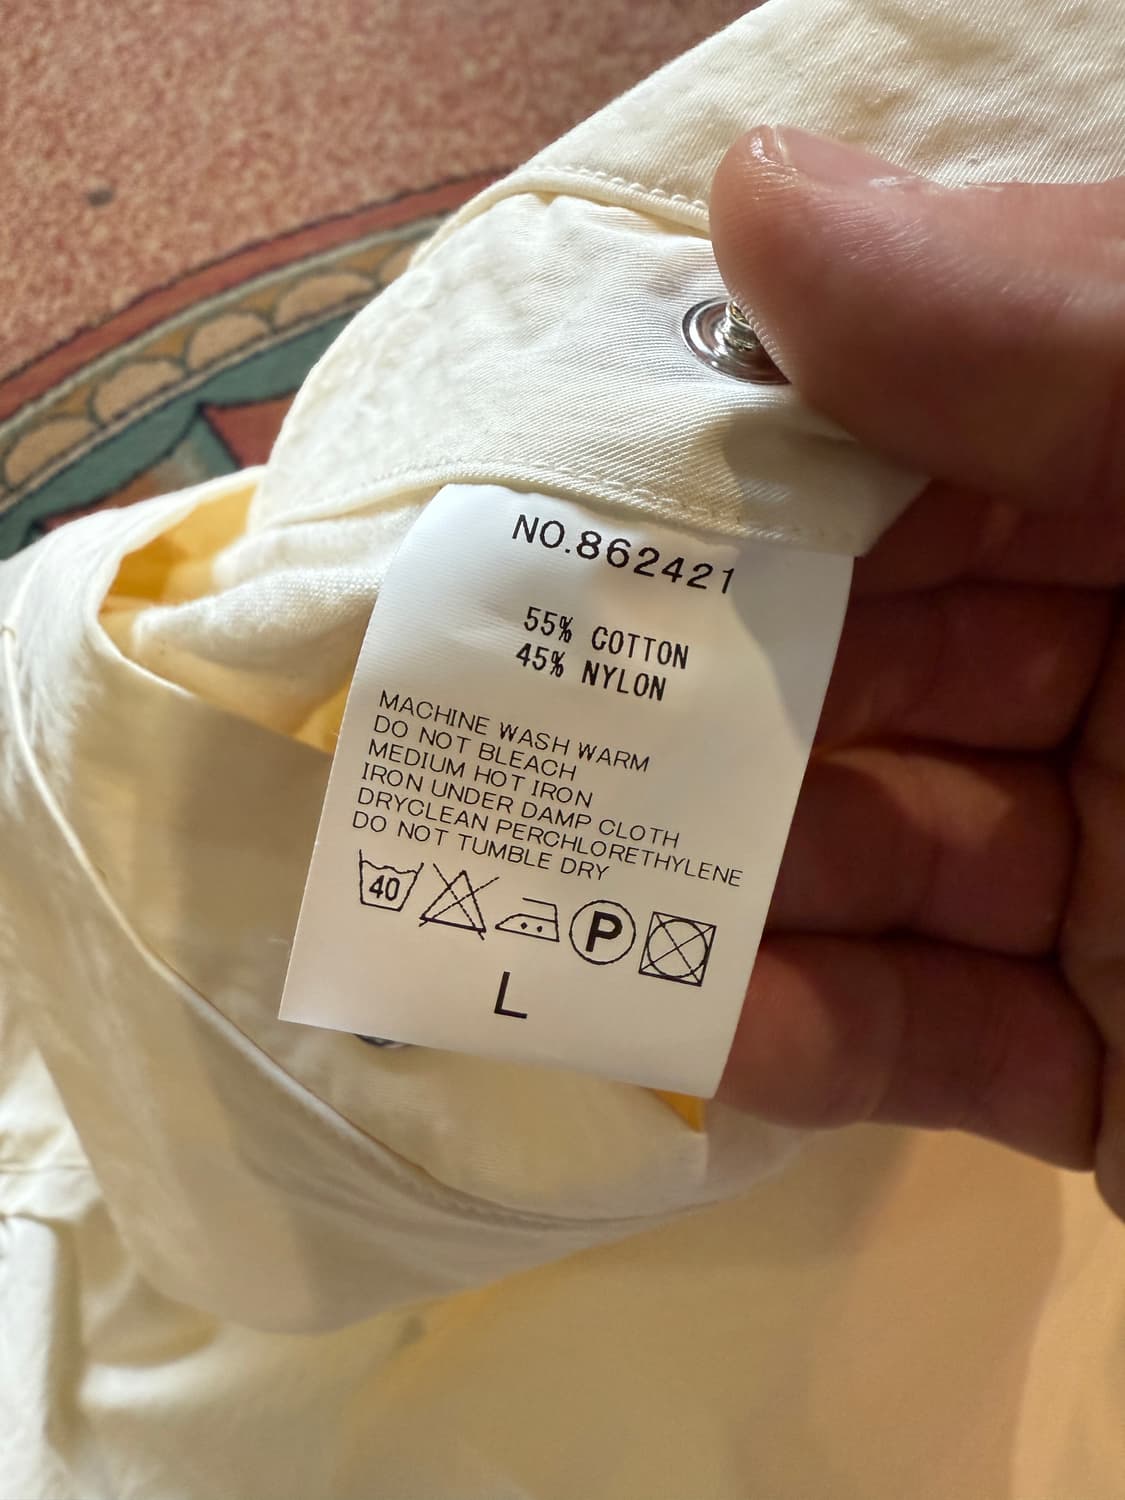 NO.862421
55% COTTON
45% NYLON
MACHINE WASH WARM
DO NOT BLEACH
MEDIUM HOT IRON
IRON UNDER DAMP CLOTH
DRYCLEAN PERCHLORETHYLENE
DO NOT TUMBLE DRY
40 P
L